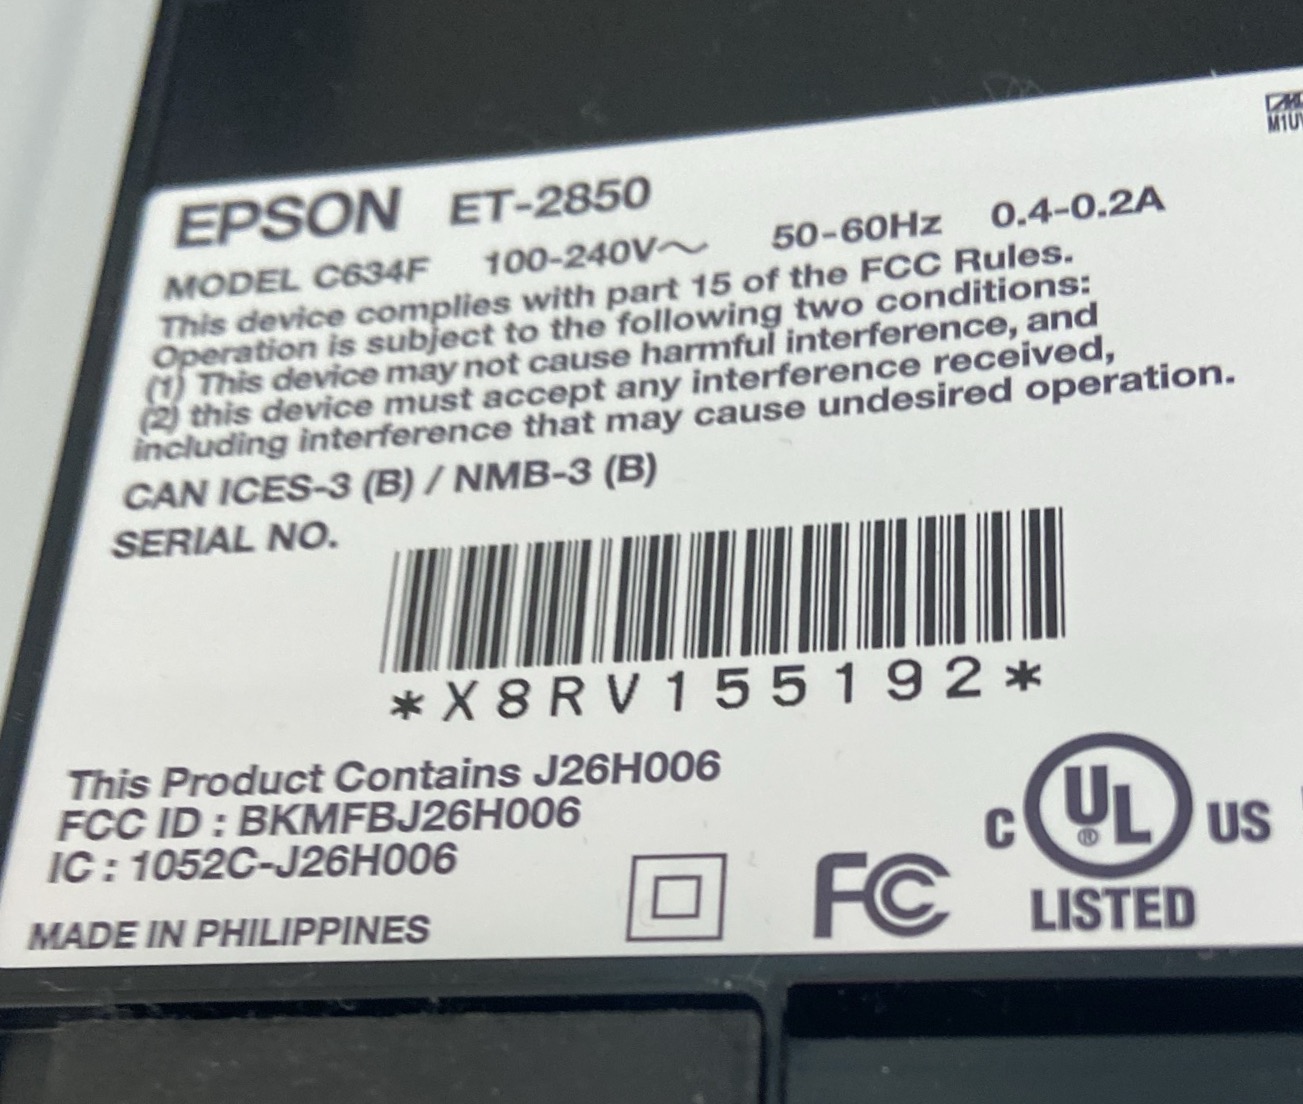 EPSON ET-2850
MODEL C634F 100-240V~ 50-60Hz 0.4-0.2A
This device complies with part 15 of the FCC Rules.
Operation is subject to the following two conditions:
(1) This device may not cause harmful interference, and
(2) this device must accept any interference received,
including interference that may cause undesired operation.
CAN ICES-3 (B) / NMB-3 (B)
SERIAL NO.
*X8RV155192*
This Product Contains J26H006
FCC ID : BKMFBJ26H006
IC : 1052C-J26H006
MADE IN PHILIPPINES
FC
C UL® US
LISTED